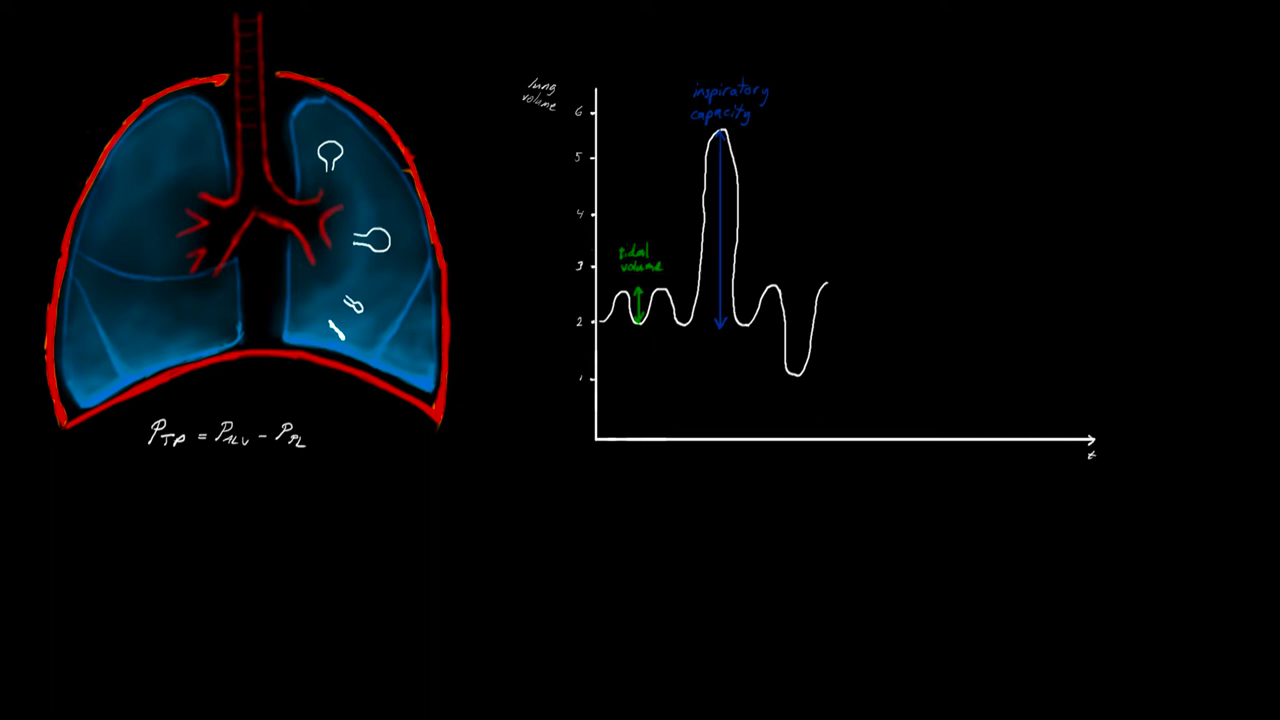 lung
volume
inspiratory
capacity
6
5
4
tidal
volume
3
2
1
t
P_TP = P_ALV - P_PL